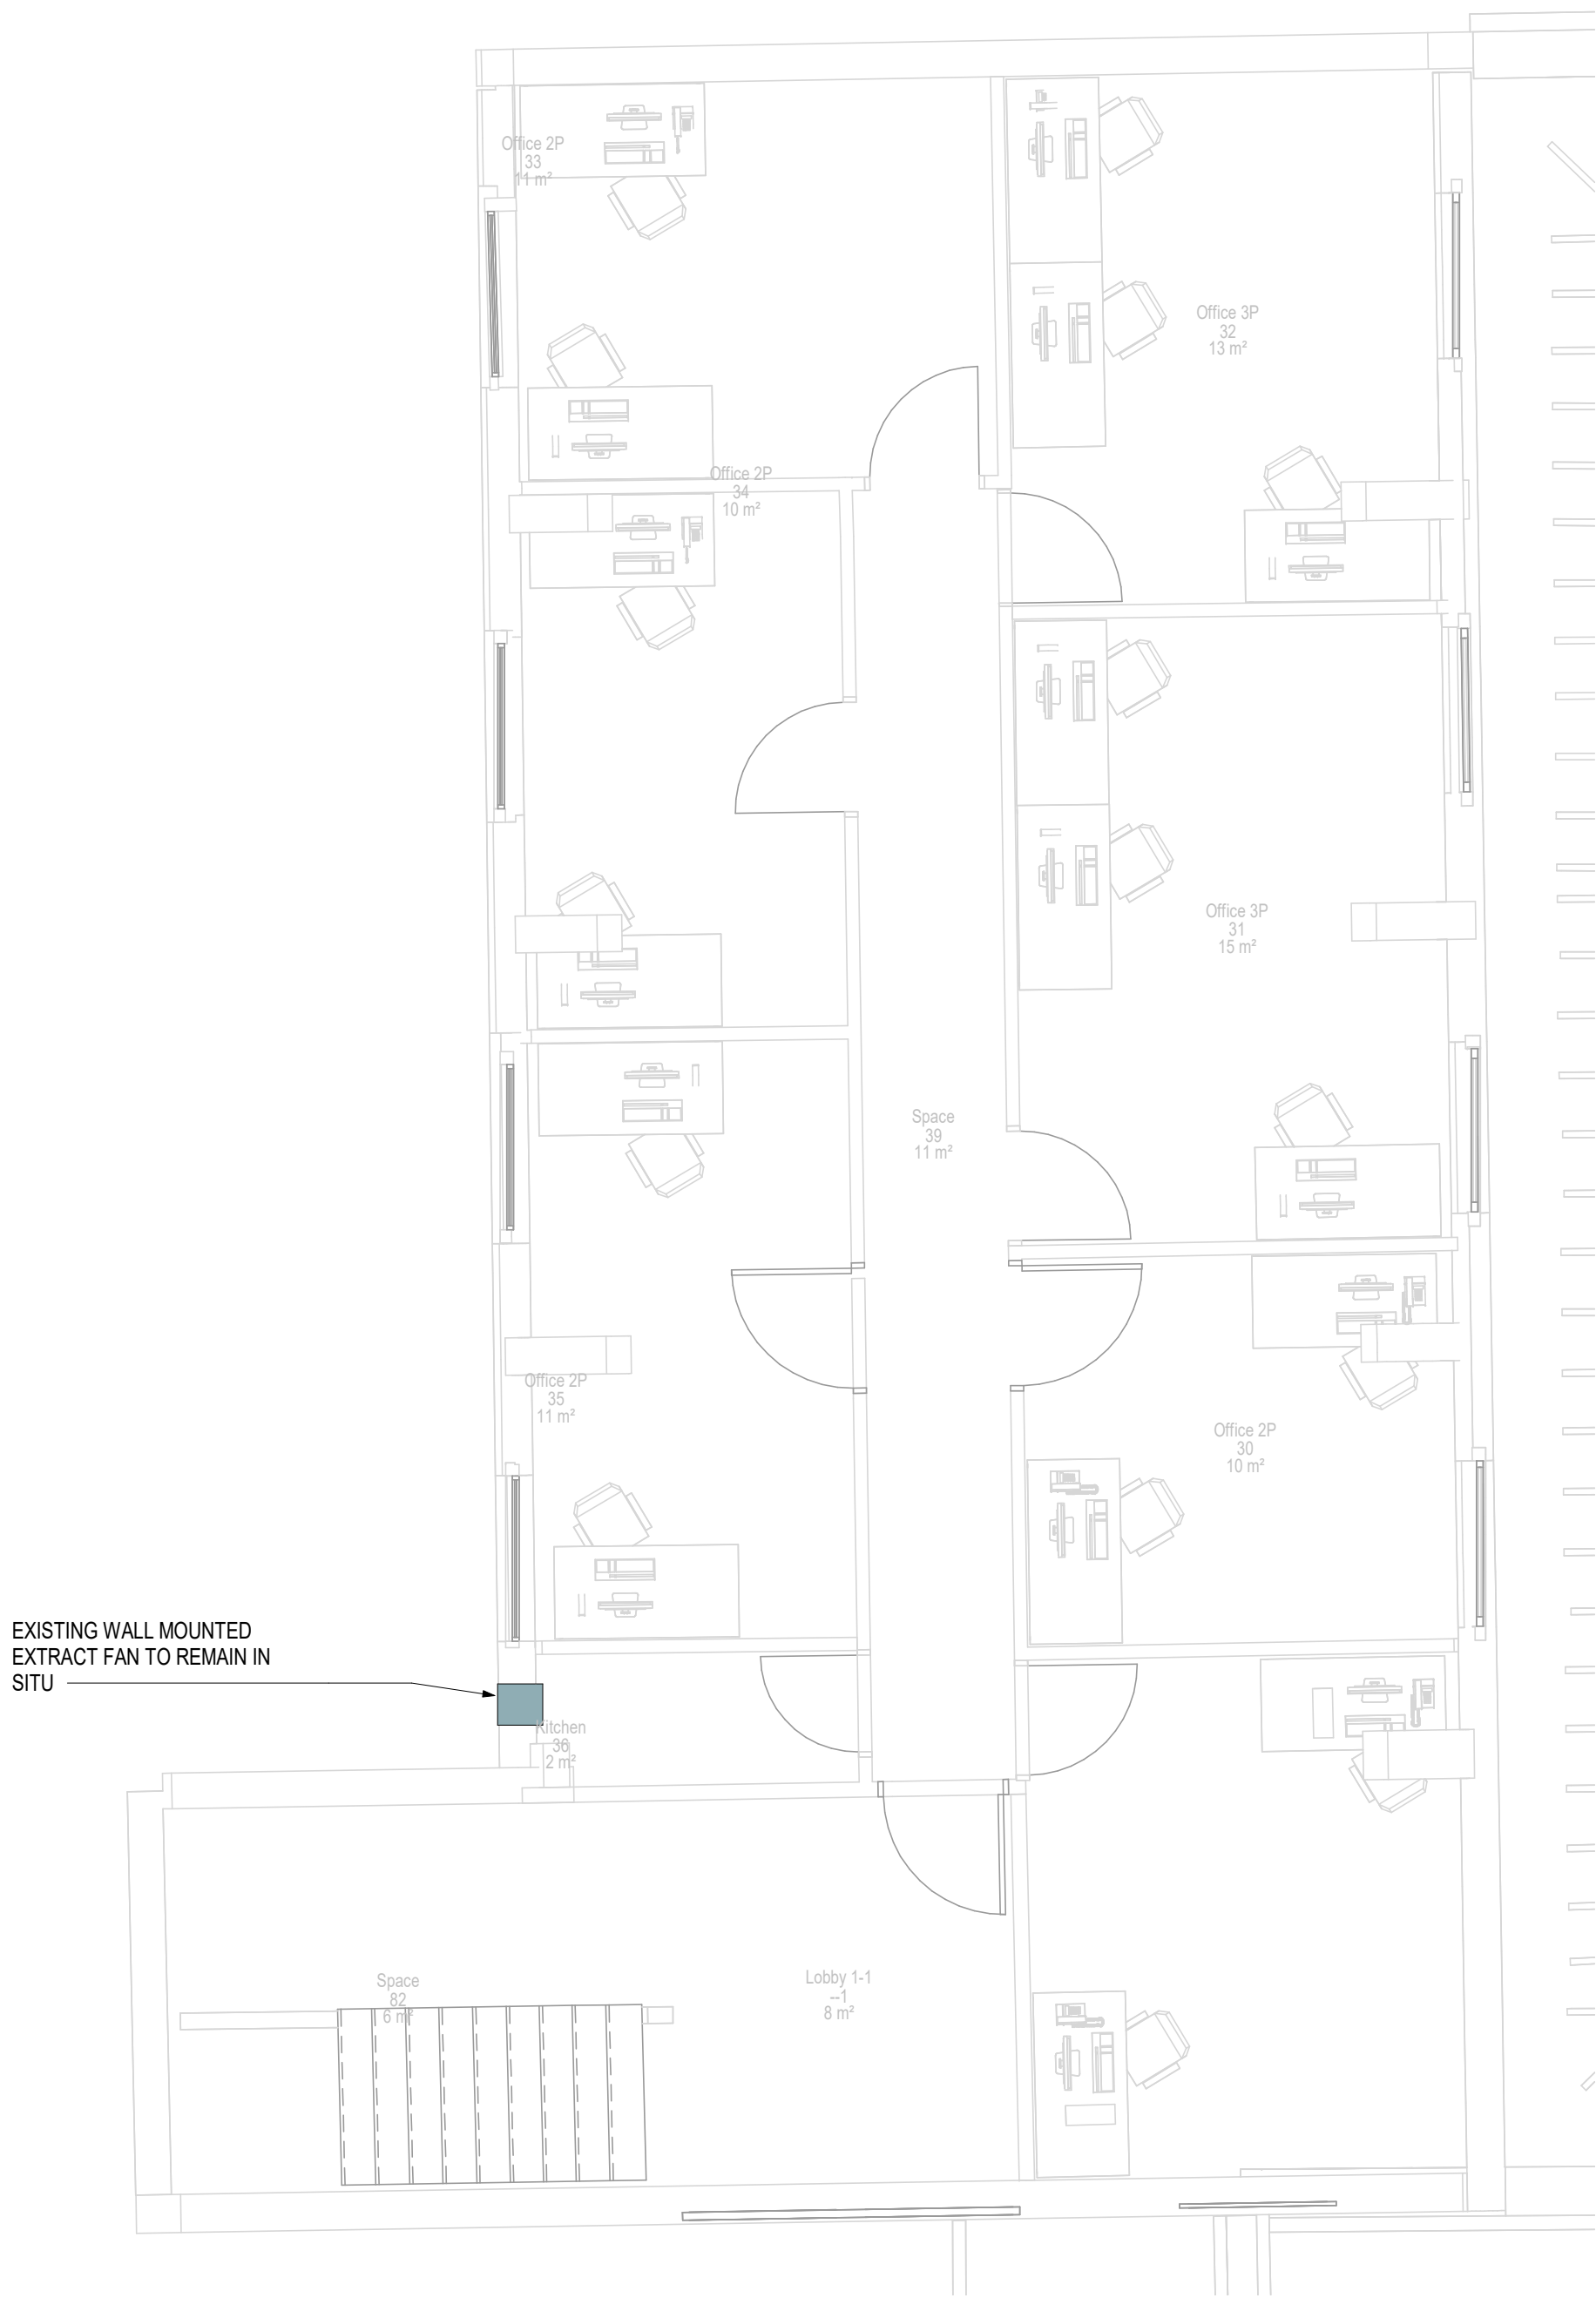 Office 2P
33
11 m²
Office 3P
32
13 m²
Office 2P
34
10 m²
Office 3P
31
15 m²
Space
39
11 m²
Office 2P
35
11 m²
Office 2P
30
10 m²
EXISTING WALL MOUNTED
EXTRACT FAN TO REMAIN IN
SITU
Kitchen
36
2 m²
Space
82
6 m²
Lobby 1-1
--1
8 m²